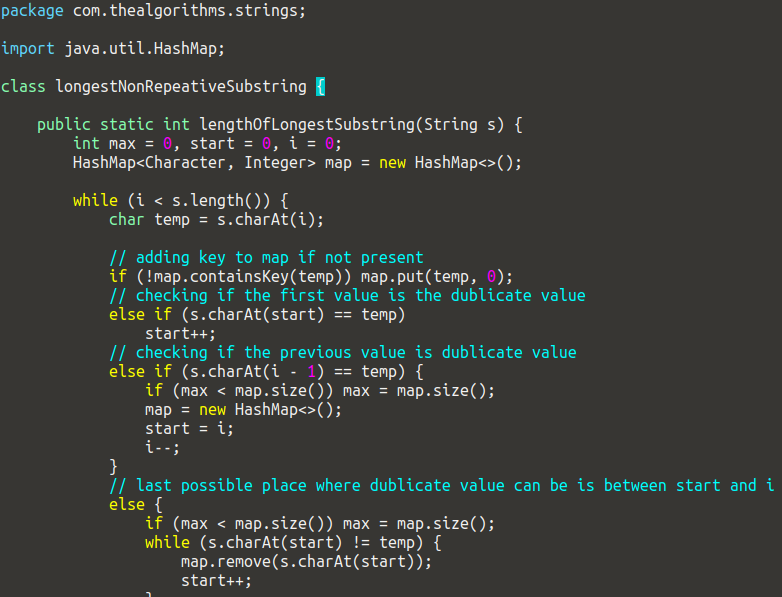 package com.thealgorithms.strings;

import java.util.HashMap;

class longestNonRepeativeSubstring {

    public static int lengthOfLongestSubstring(String s) {
        int max = 0, start = 0, i = 0;
        HashMap<Character, Integer> map = new HashMap<>();

        while (i < s.length()) {
            char temp = s.charAt(i);

            // adding key to map if not present
            if (!map.containsKey(temp)) map.put(temp, 0);
            // checking if the first value is the dublicate value
            else if (s.charAt(start) == temp)
                start++;
            // checking if the previous value is dublicate value
            else if (s.charAt(i - 1) == temp) {
                if (max < map.size()) max = map.size();
                map = new HashMap<>();
                start = i;
                i--;
            }
            // last possible place where dublicate value can be is between start and i
            else {
                if (max < map.size()) max = map.size();
                while (s.charAt(start) != temp) {
                    map.remove(s.charAt(start));
                    start++;